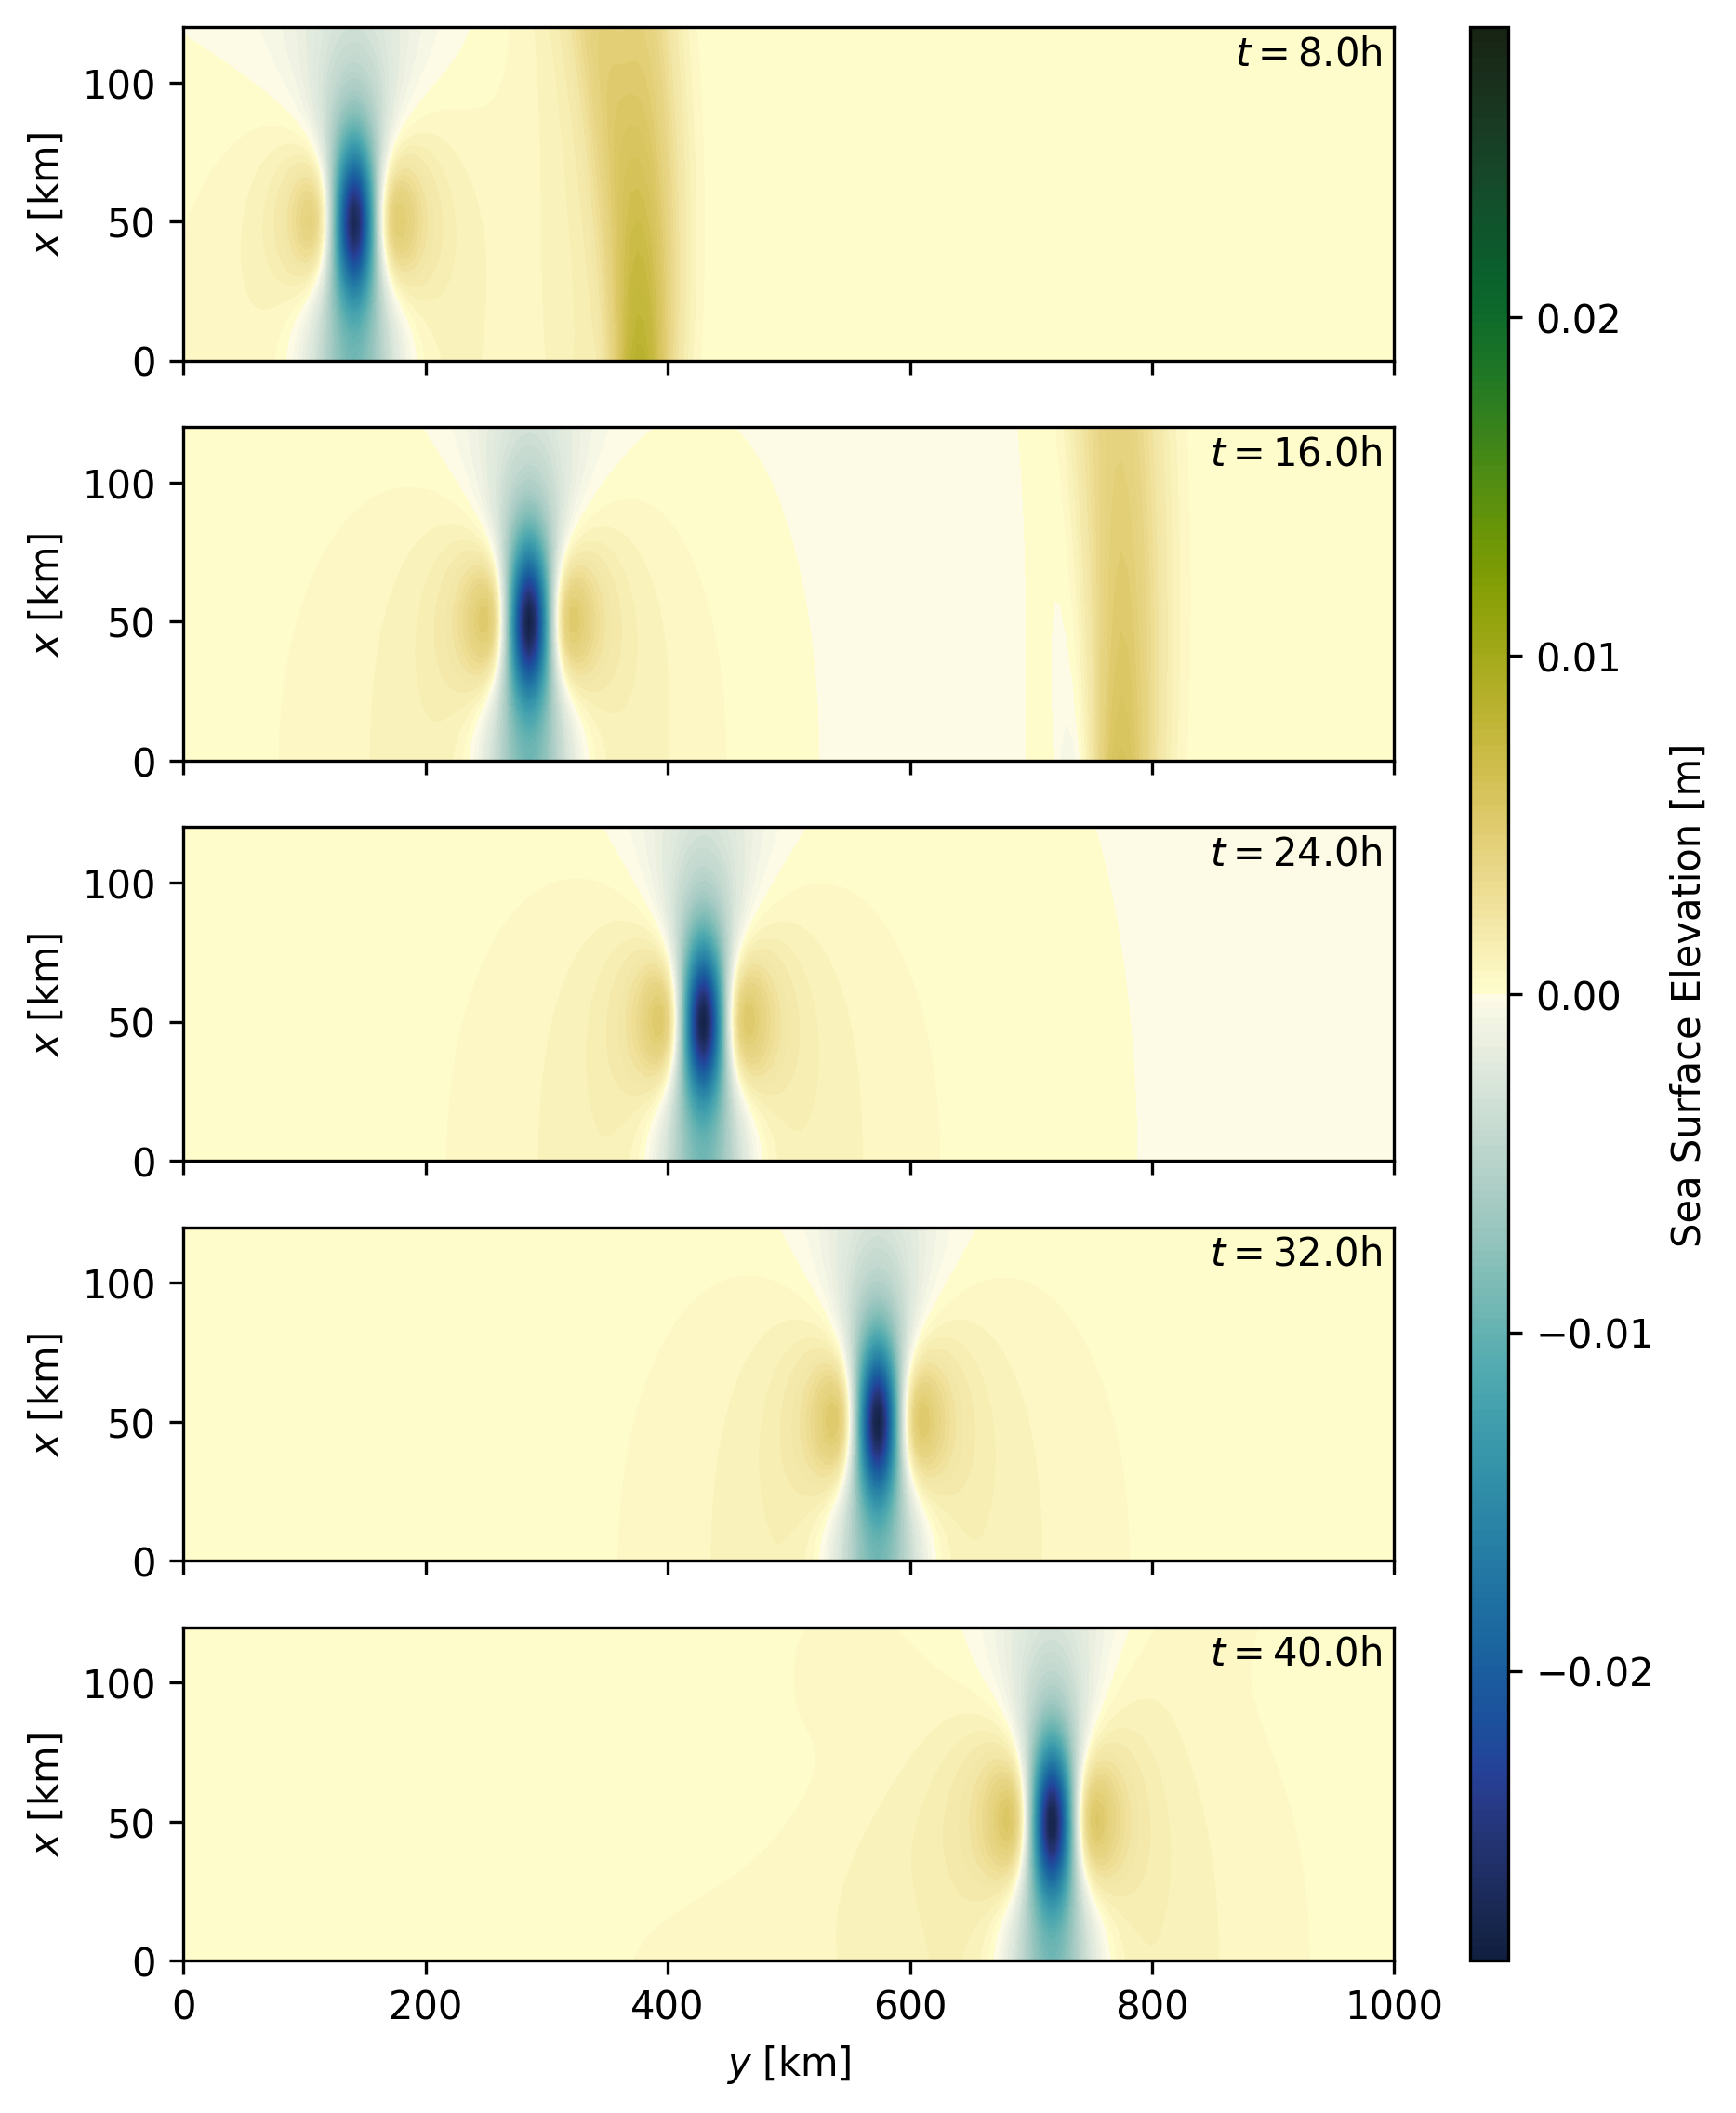 t = 8.0h
x [km]
100
50
0
t = 16.0h
x [km]
100
50
0
t = 24.0h
x [km]
100
50
0
t = 32.0h
x [km]
100
50
0
t = 40.0h
x [km]
100
50
0
0 200 400 600 800 1000
y [km]
0.02
0.01
0.00
−0.01
−0.02
Sea Surface Elevation [m]